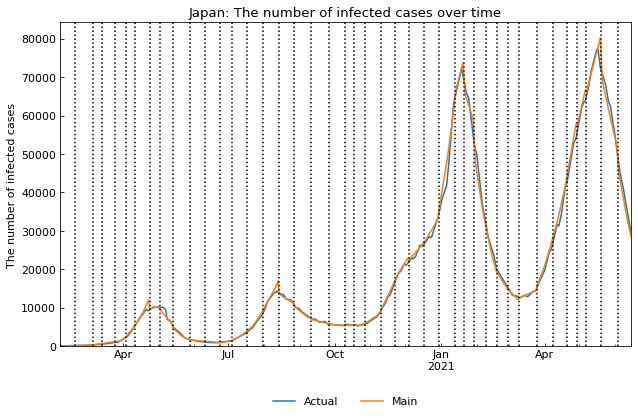 Japan: The number of infected cases over time
The number of infected cases
80000
70000
60000
50000
40000
30000
20000
10000
0
Apr Jul Oct Jan Apr
2021
Actual Main